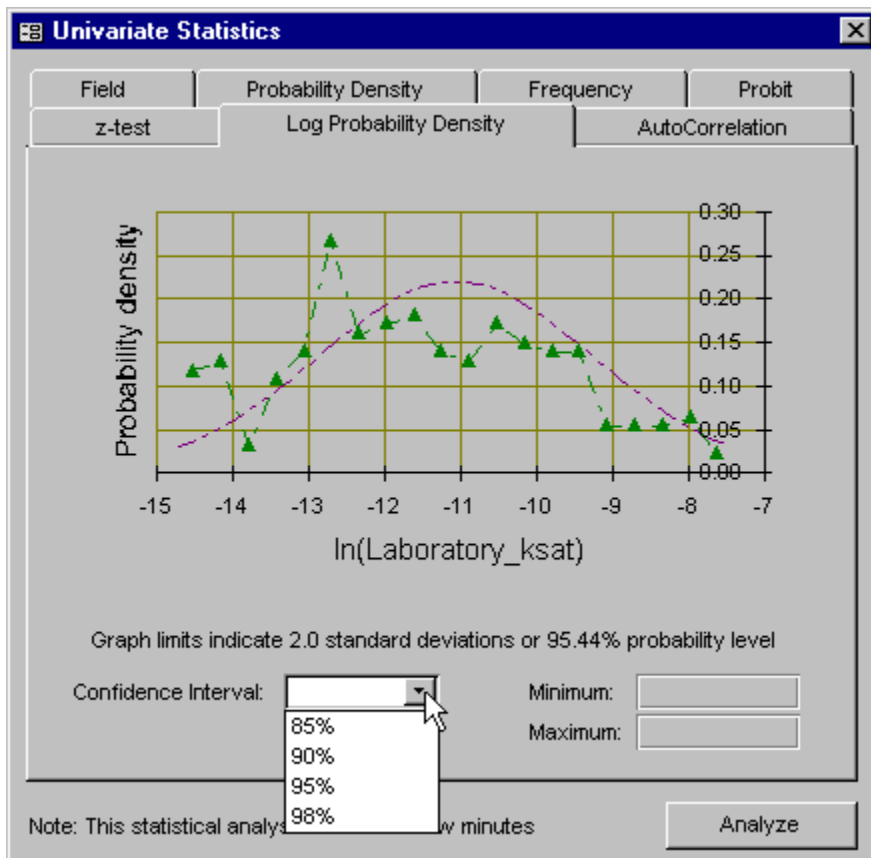 Univariate Statistics
Field Probability Density Frequency Probit
z-test Log Probability Density AutoCorrelation
Probability density
0.30
0.25
0.20
0.15
0.10
0.05
0.00
-15 -14 -13 -12 -11 -10 -9 -8 -7
ln(Laboratory_ksat)
Graph limits indicate 2.0 standard deviations or 95.44% probability level
Confidence Interval: Minimum:
Maximum:
85%
90%
95%
98%
Note: This statistical analys w minutes Analyze